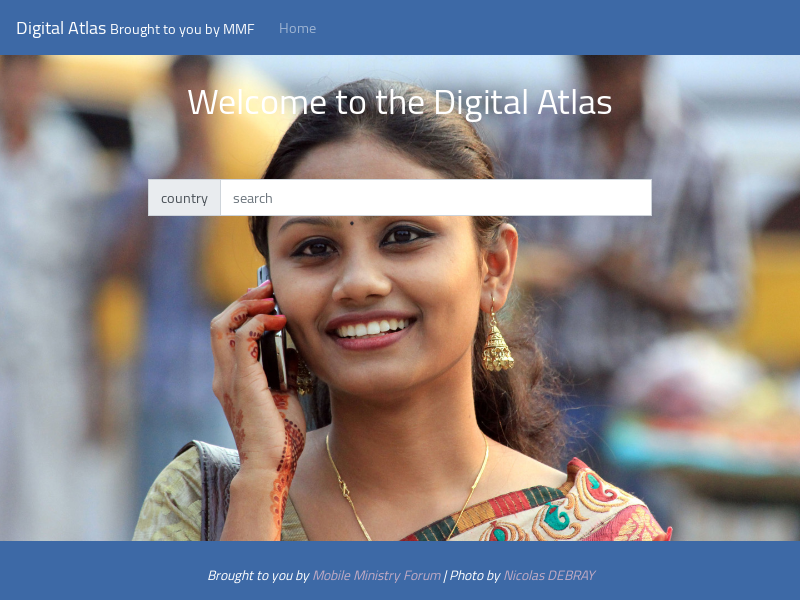 Digital Atlas Brought to you by MMF Home
Welcome to the Digital Atlas
country search
Brought to you by Mobile Ministry Forum | Photo by Nicolas DEBRAY